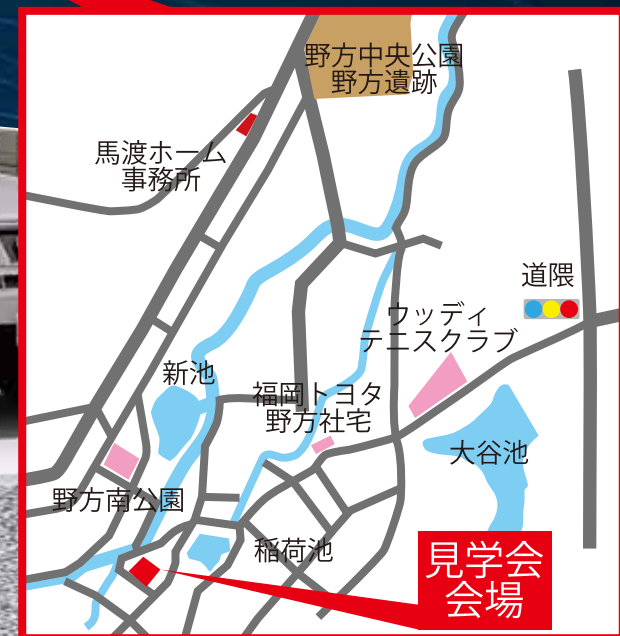 野方中央公園
野方遺跡
馬渡ホーム
事務所
道隈
ウッディ
テニスクラブ
新池
福岡トヨタ
野方社宅
大谷池
野方南公園
稲荷池
見学会
会場